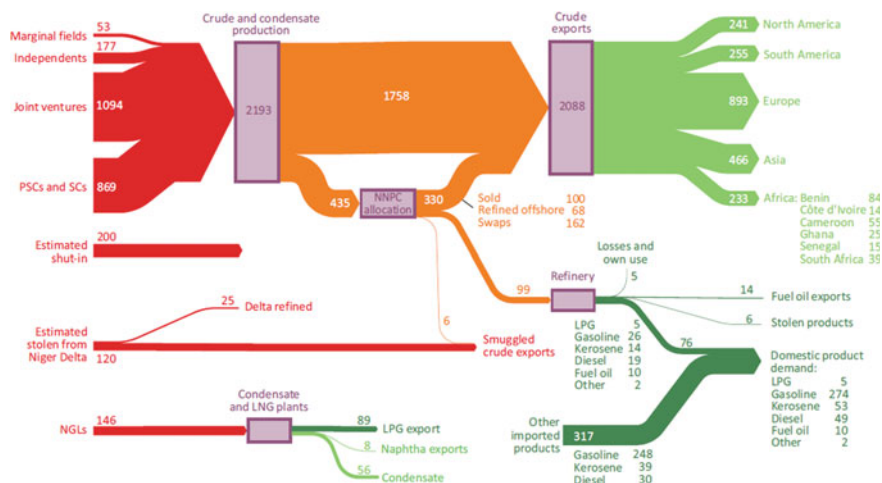 Crude and condensate
production
Crude
exports
53
Marginal fields
177
Independents
Joint ventures
1094
PSCs and SCs
869
2193
1758
2088
435
NNPC
allocation
330
Sold 100
Refined offshore 68
Swaps 162
241
North America
255
South America
893
Europe
466
Asia
233
Africa: Benin 84
Côte d'Ivoire 14
Cameroon 55
Ghana 25
Senegal 15
South Africa 39
Estimated
shut-in
200
25
Delta refined
Estimated
stolen from
Niger Delta
120
6
Smuggled
crude exports
99
Refinery
Losses and
own use
5
14
Fuel oil exports
6
Stolen products
76
LPG 5
Gasoline 26
Kerosene 14
Diesel 19
Fuel oil 10
Other 2
Domestic product
demand:
LPG 5
Gasoline 274
Kerosene 53
Diesel 49
Fuel oil 10
Other 2
Condensate
and LNG plants
NGLs
146
89
LPG export
8
Naphtha exports
56
Condensate
Other
imported
products
317
Gasoline 248
Kerosene 39
Diesel 30